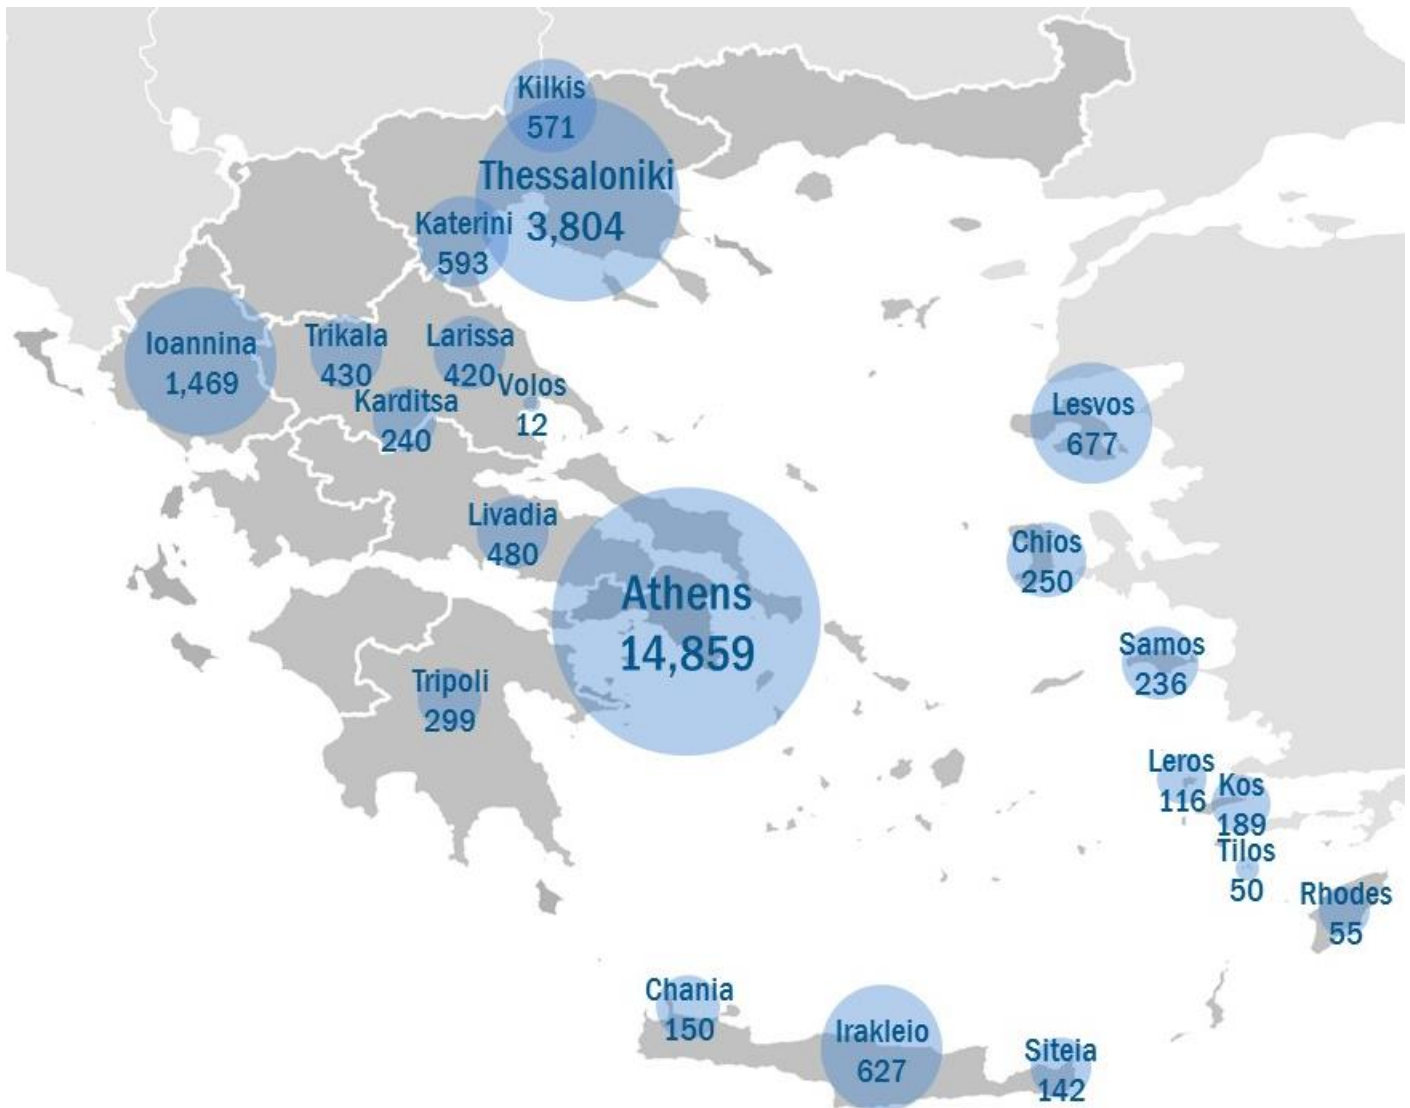 Kilkis
571
Thessaloniki
3,804
Katerini
593
Ioannina
1,469
Trikala
430
Larissa
420
Karditsa
240
Volos
12
Lesvos
677
Livadia
480
Chios
250
Athens
14,859
Samos
236
Tripoli
299
Leros
116
Kos
189
Tilos
50
Rhodes
55
Chania
150
Irakleio
627
Siteia
142